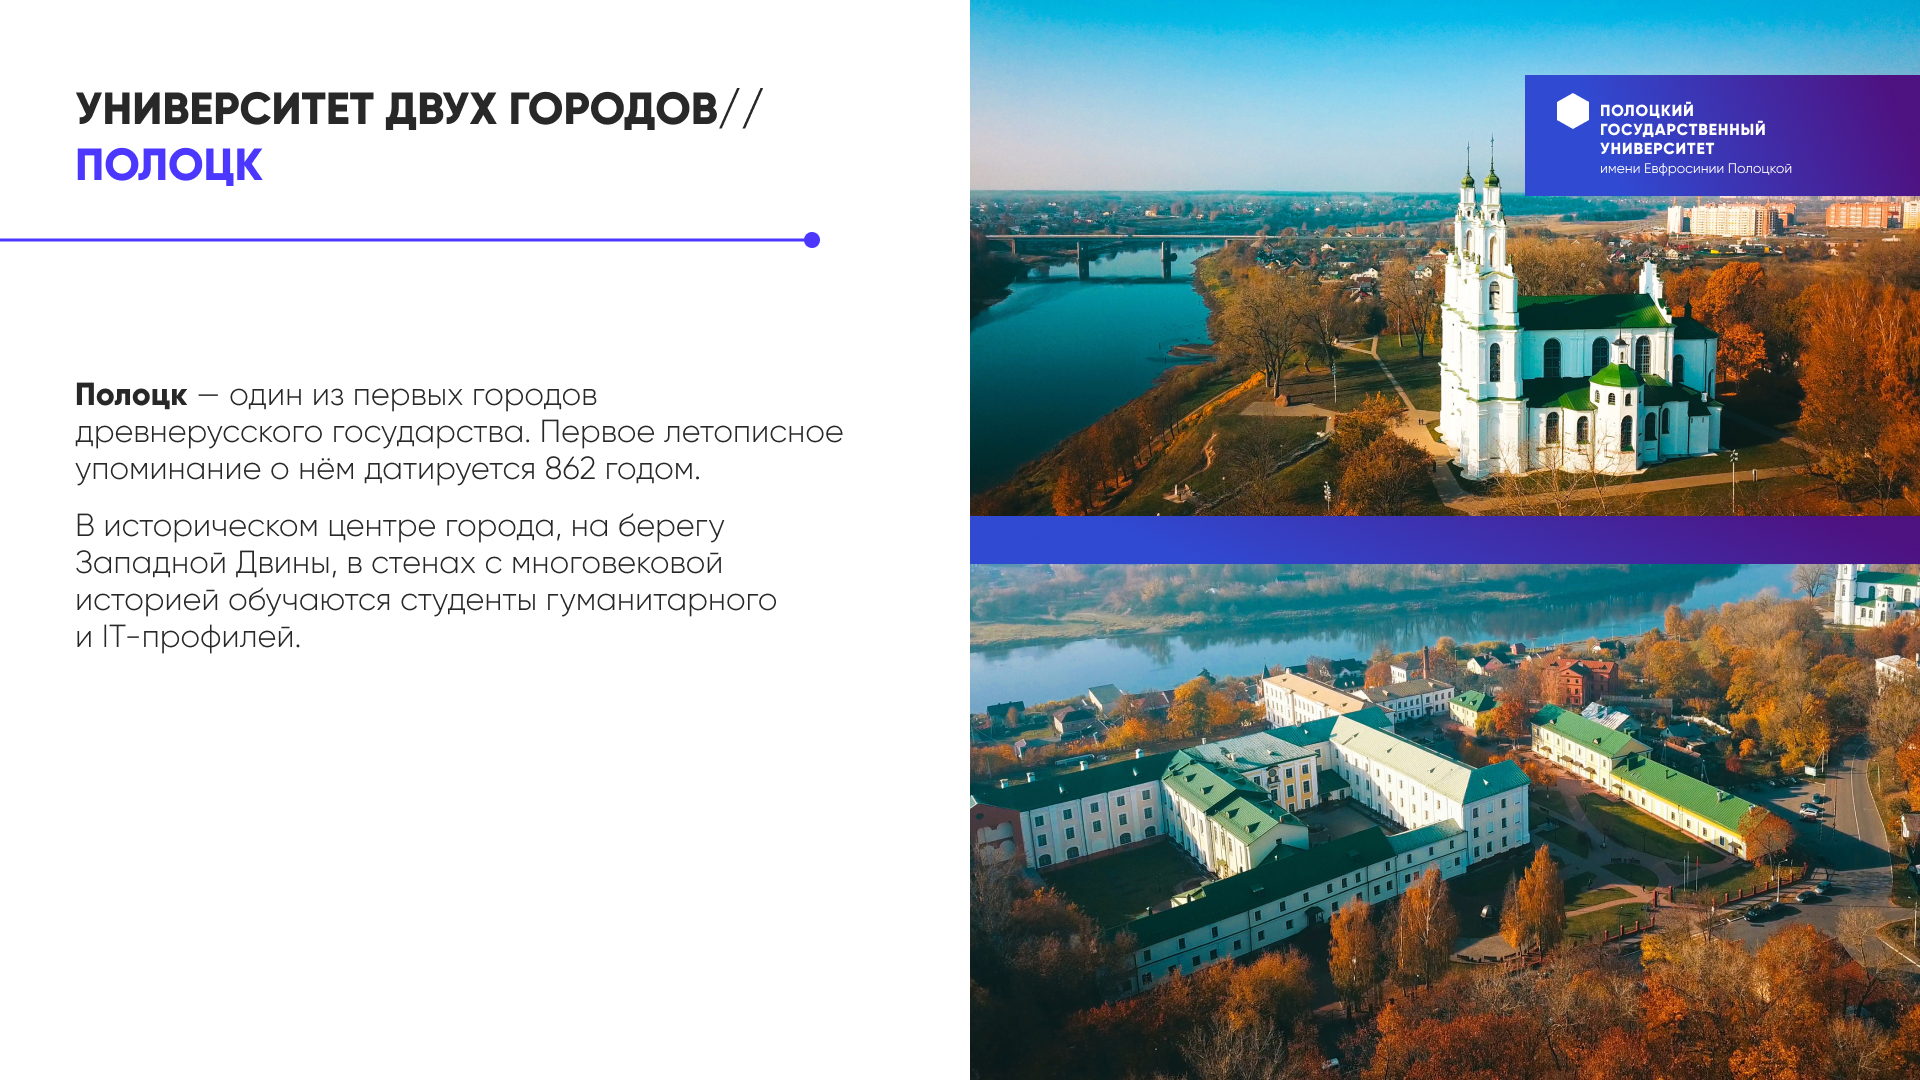 УНИВЕРСИТЕТ ДВУХ ГОРОДОВ//
ПОЛОЦК
Полоцк — один из первых городов
древнерусского государства. Первое летописное
упоминание о нём датируется 862 годом.
В историческом центре города, на берегу
Западной Двины, в стенах с многовековой
историей обучаются студенты гуманитарного
и IT-профилей.
ПОЛОЦКИЙ
ГОСУДАРСТВЕННЫЙ
УНИВЕРСИТЕТ
имени Евфросинии Полоцкой